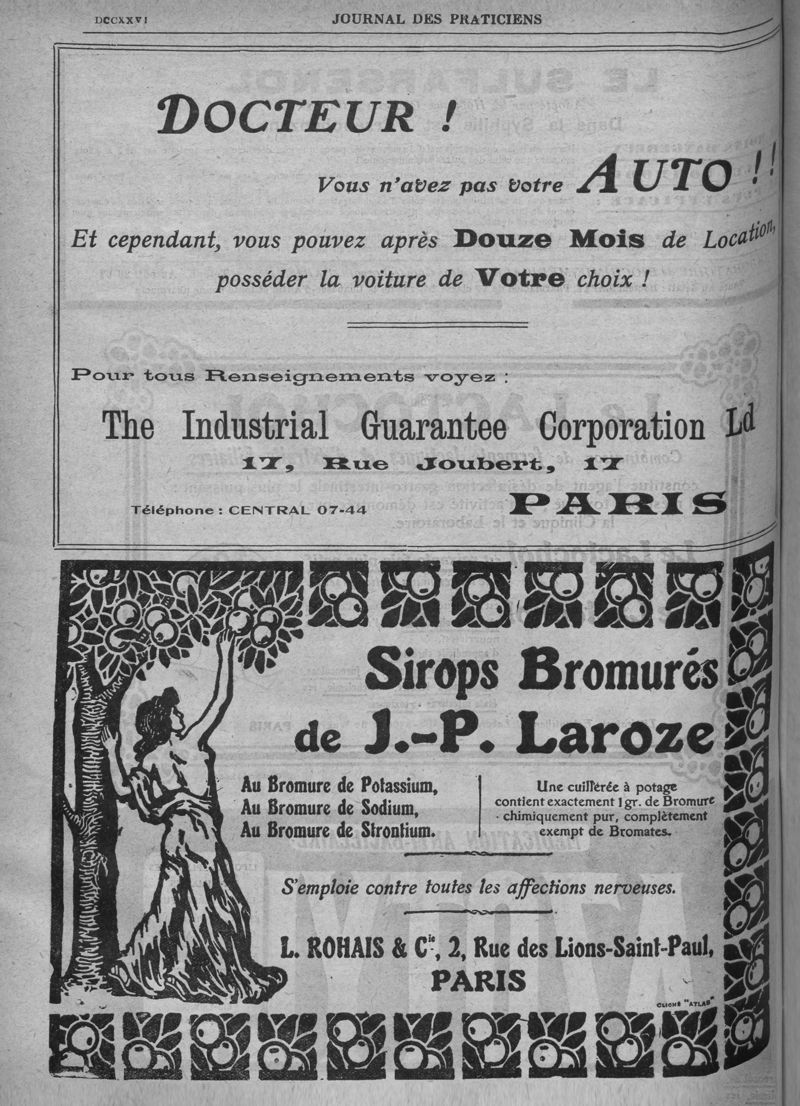 DCCXXVI
JOURNAL DES PRATICIENS
DOCTEUR !
Vous n'avez pas votre AUTO !!
Et cependant, vous pouvez après Douze Mois de Location,
posséder la voiture de Votre choix !
Pour tous Renseignements voyez :
The Industrial Guarantee Corporation Ld
17, Rue Joubert, 17
Téléphone : CENTRAL 07-44
PARIS
Sirops Bromurés
de J.-P. Laroze
Au Bromure de Potassium,
Au Bromure de Sodium,
Au Bromure de Strontium.
Une cuillerée à potage
contient exactement 1 gr. de Bromure
chimiquement pur, complètement
exempt de Bromates.
S'emploie contre toutes les affections nerveuses.
L. ROHAIS & Cie, 2, Rue des Lions-Saint-Paul,
PARIS
CLICHÉ "ATLAS"